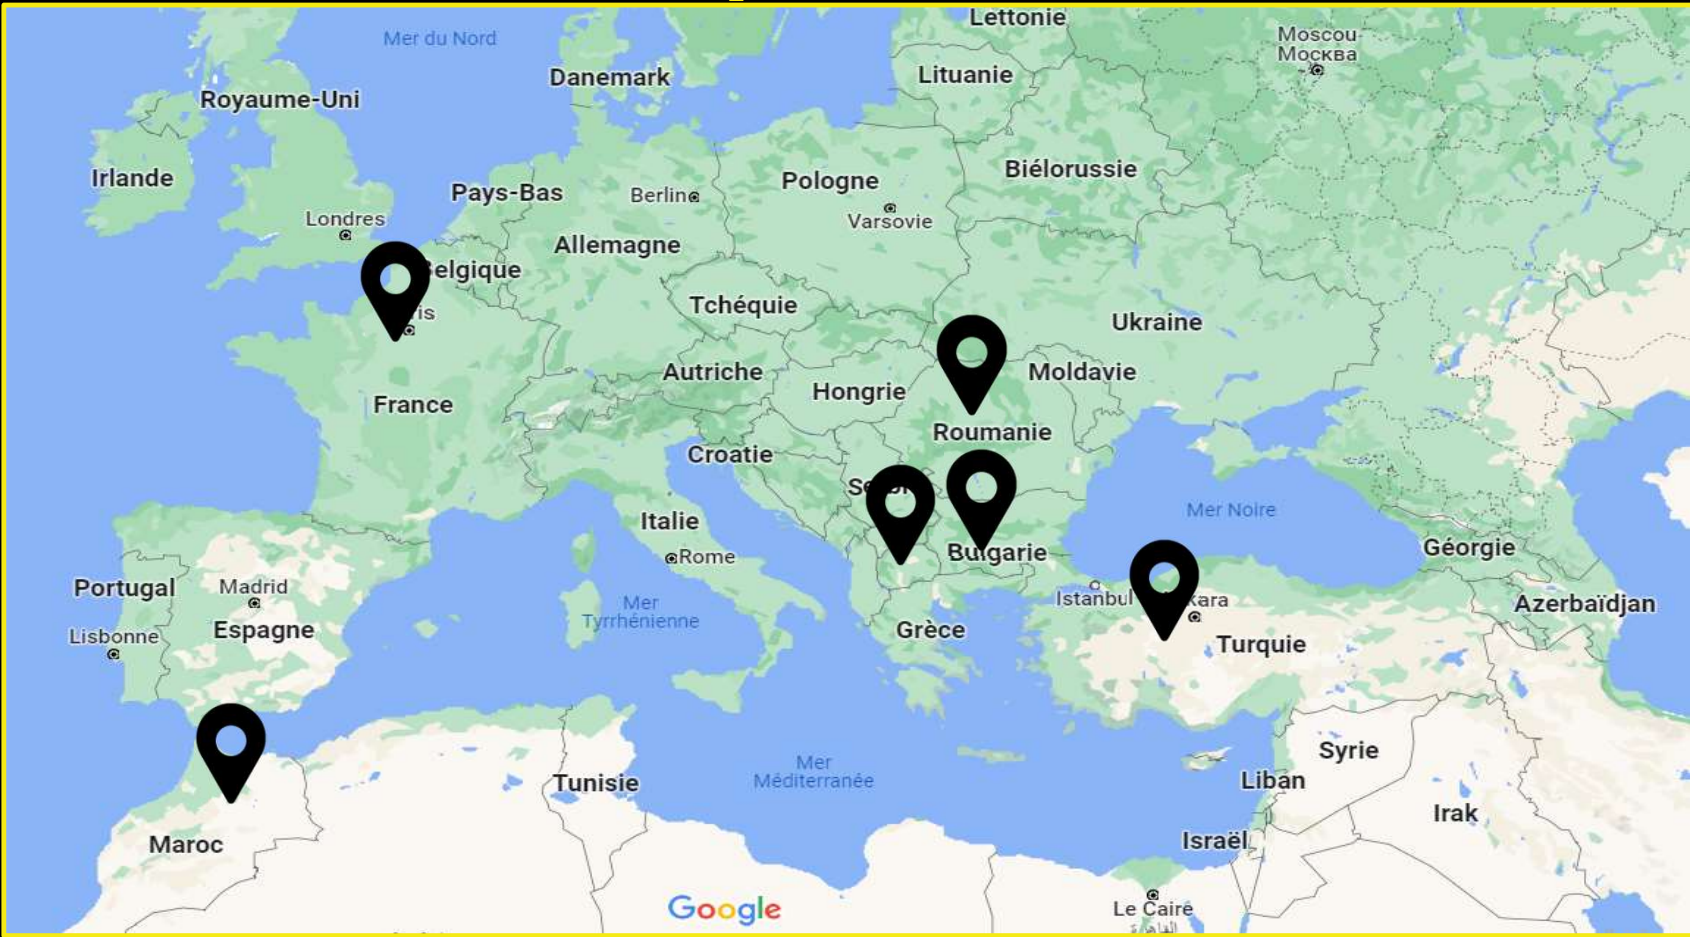 Lettonie
Mer du Nord
Moscou
Москва
Danemark
Lituanie
Royaume-Uni
Biélorussie
Irlande
Pologne
Pays-Bas
Berlin
Londres
Varsovie
Allemagne
Belgique
Tchéquie
ris
Ukraine
Autriche
Moldavie
Hongrie
France
Roumanie
Croatie
Mer Noire
Italie
Géorgie
Bulgarie
Rome
Portugal
Madrid
Istanbul
kara
Mer
Tyrrhénienne
Azerbaïdjan
Lisbonne
Espagne
Grèce
Turquie
Syrie
Mer
Méditerranée
Tunisie
Liban
Irak
Maroc
Israël
Google
Le Caire